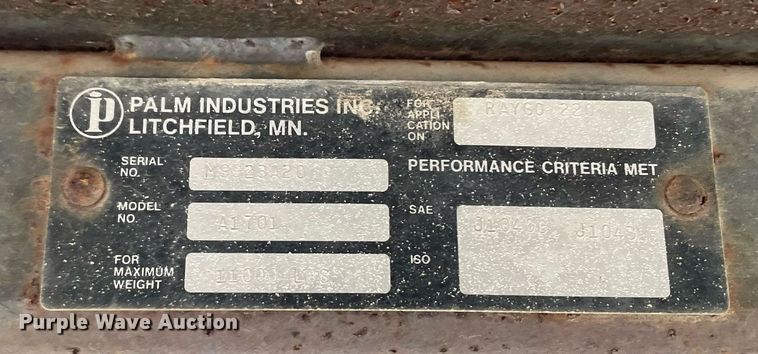 PALM INDUSTRIES INC.
LITCHFIELD, MN.
FOR
APPLI
CATION
ON
RAYGO
SERIAL
NO.
PERFORMANCE CRITERIA MET
MODEL
NO.
A1701
SAE
FOR
MAXIMUM
WEIGHT
ISO
Purple Wave Auction